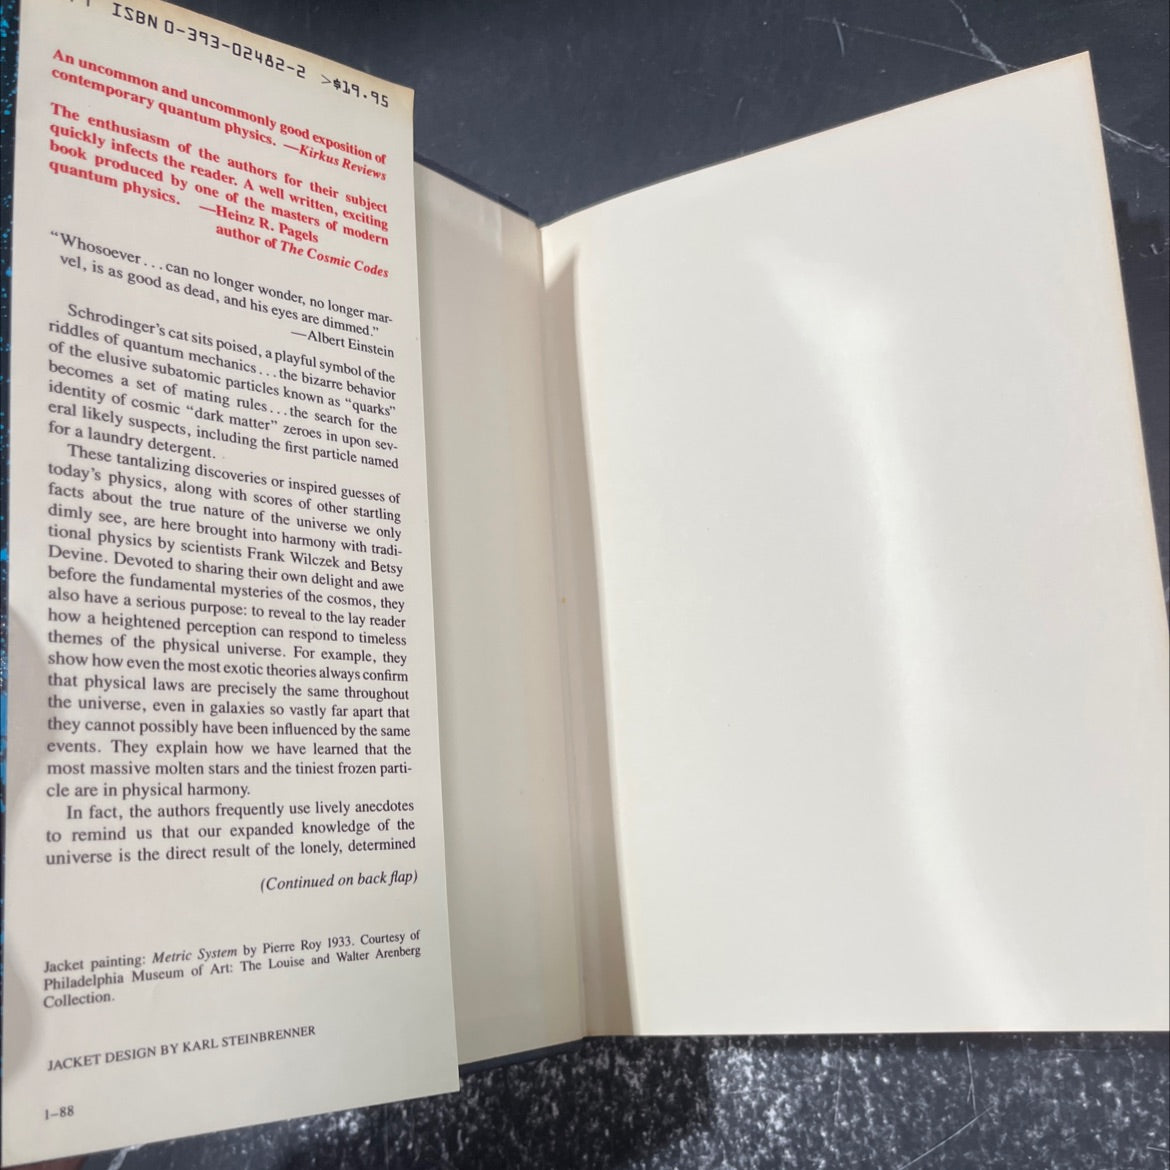 ISBN 0-393-02482-2 >$19.95
An uncommon and uncommonly good exposition of
contemporary quantum physics. —Kirkus Reviews
The enthusiasm of the authors for their subject
quickly infects the reader. A well written, exciting
book produced by one of the masters of modern
quantum physics. —Heinz R. Pagels
author of The Cosmic Codes
“Whosoever . . . can no longer wonder, no longer mar-
vel, is as good as dead, and his eyes are dimmed.”
—Albert Einstein
Schrodinger’s cat sits poised, a playful symbol of the
riddles of quantum mechanics . . . the bizarre behavior
of the elusive subatomic particles known as “quarks”
becomes a set of mating rules . . . the search for the
identity of cosmic “dark matter” zeroes in upon sev-
eral likely suspects, including the first particle named
for a laundry detergent.
These tantalizing discoveries or inspired guesses of
today’s physics, along with scores of other startling
facts about the true nature of the universe we only
dimly see, are here brought into harmony with tradi-
tional physics by scientists Frank Wilczek and Betsy
Devine. Devoted to sharing their own delight and awe
before the fundamental mysteries of the cosmos, they
also have a serious purpose: to reveal to the lay reader
how a heightened perception can respond to timeless
themes of the physical universe. For example, they
show how even the most exotic theories always confirm
that physical laws are precisely the same throughout
the universe, even in galaxies so vastly far apart that
they cannot possibly have been influenced by the same
events. They explain how we have learned that the
most massive molten stars and the tiniest frozen parti-
cle are in physical harmony.
In fact, the authors frequently use lively anecdotes
to remind us that our expanded knowledge of the
universe is the direct result of the lonely, determined
(Continued on back flap)
Jacket painting: Metric System by Pierre Roy 1933. Courtesy of
Philadelphia Museum of Art: The Louise and Walter Arenberg
Collection.
JACKET DESIGN BY KARL STEINBRENNER
1–88